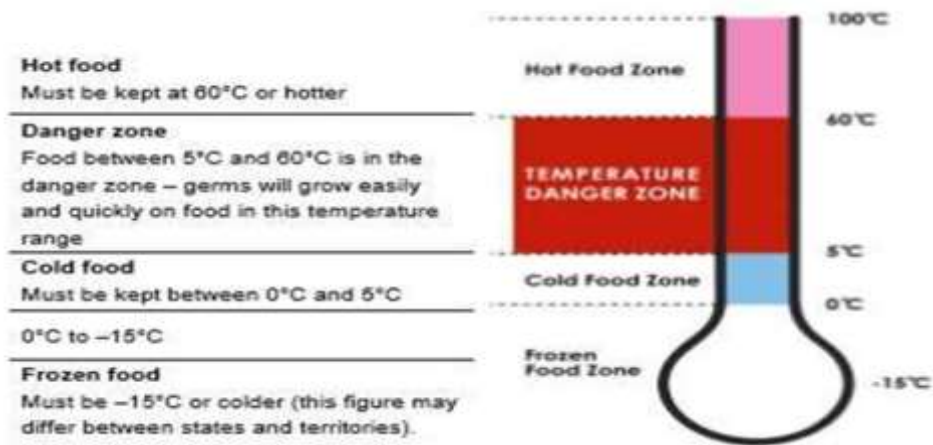 Hot food
Must be kept at 60°C or hotter
Danger zone
Food between 5°C and 60°C is in the
danger zone – germs will grow easily
and quickly on food in this temperature
range
Cold food
Must be kept between 0°C and 5°C
0°C to –15°C
Frozen food
Must be –15°C or colder (this figure may
differ between states and territories).
100°C
Hot Food Zone
60°C
TEMPERATURE
DANGER ZONE
5°C
Cold Food Zone
0°C
Frozen
Food Zone
-15°C